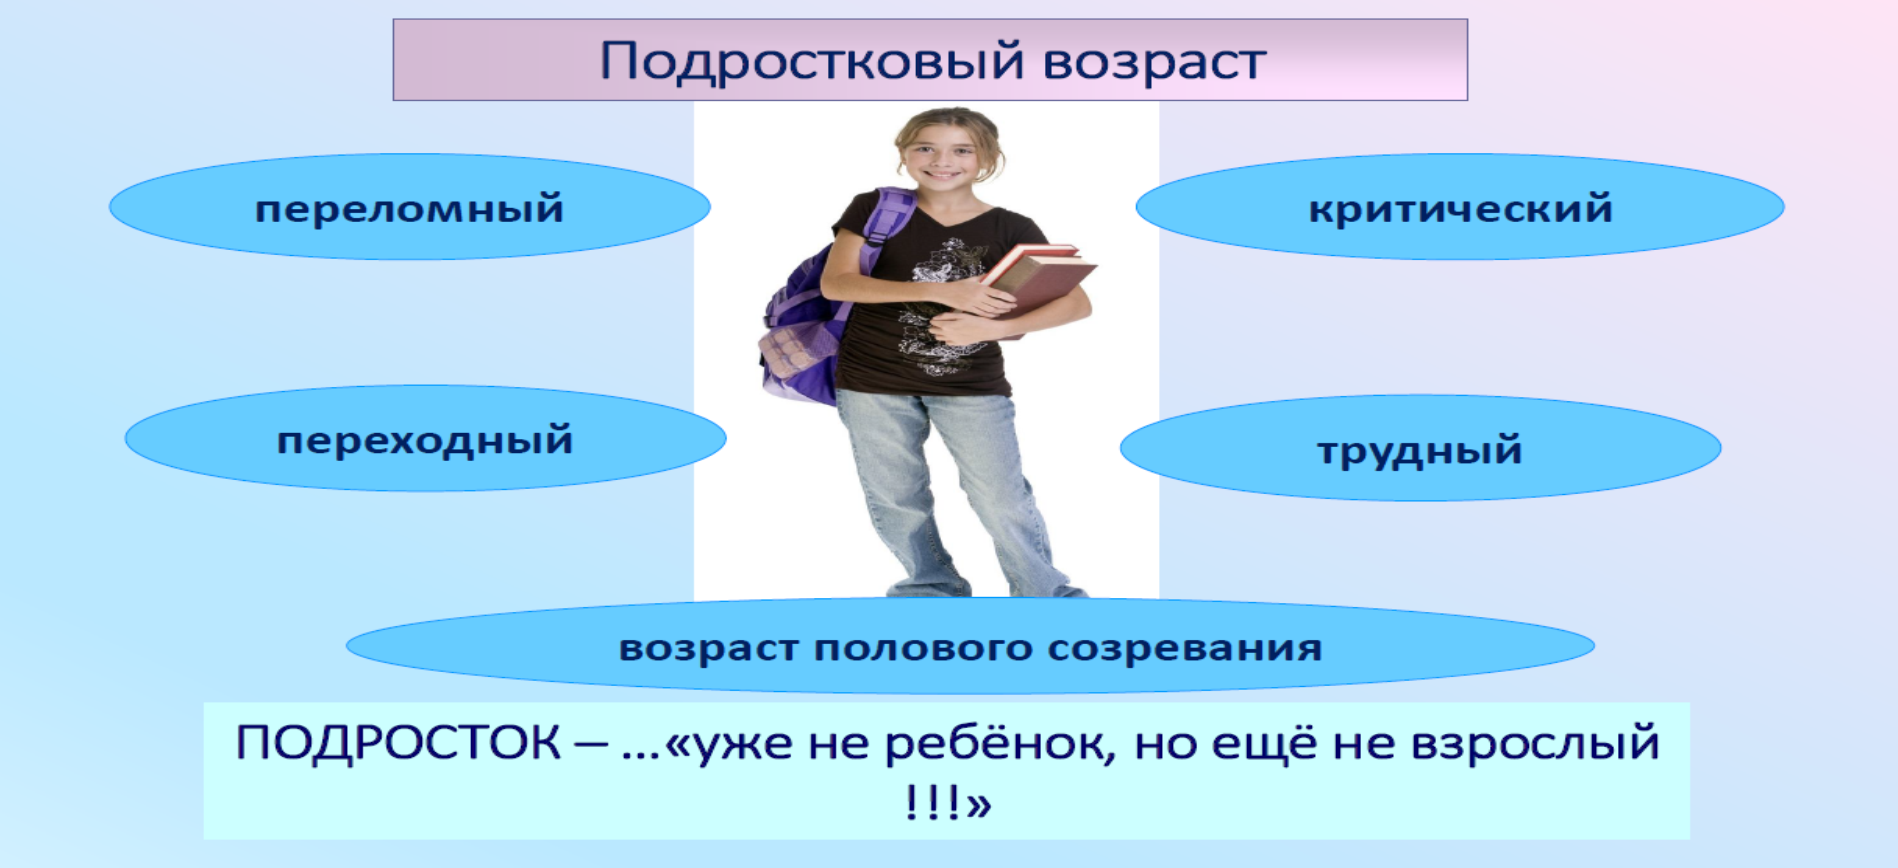 Подростковый возраст
переломный
критический
переходный
трудный
возраст полового созревания
ПОДРОСТОК – ...«уже не ребёнок, но ещё не взрослый
!!!»